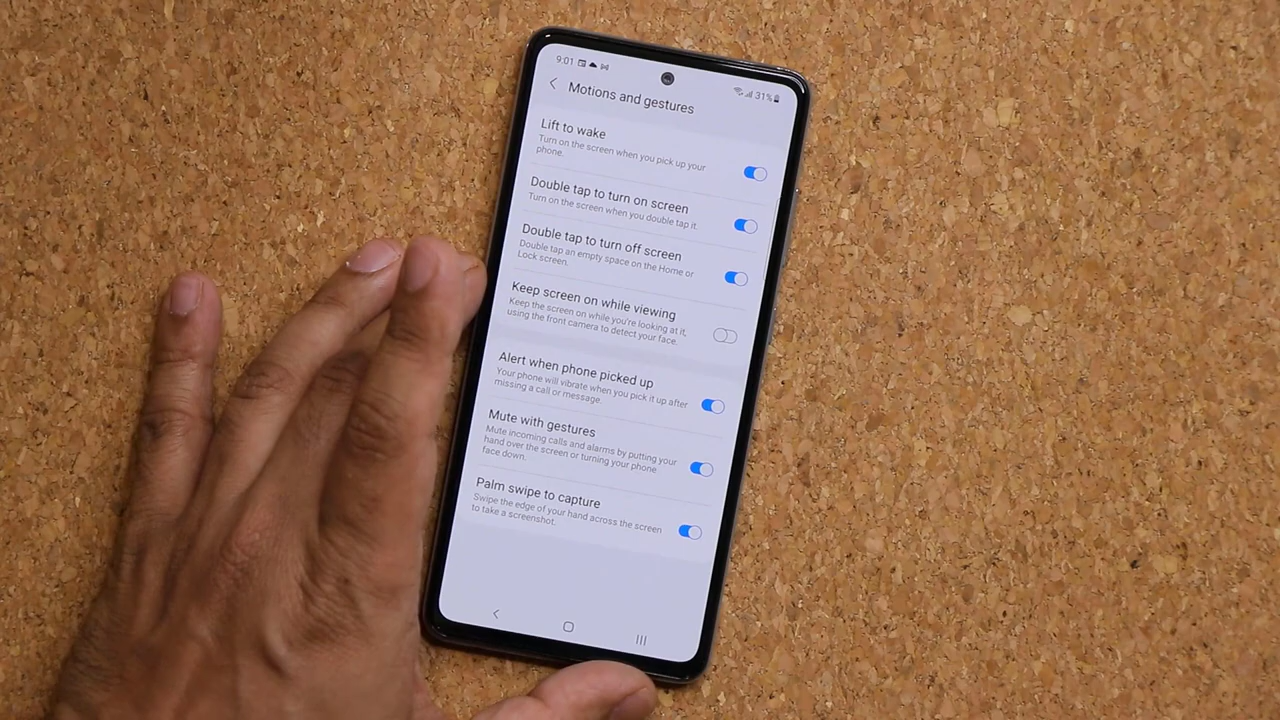 9:01
31%
Motions and gestures
Lift to wake
Turn on the screen when you pick up your
phone.
Double tap to turn on screen
Turn on the screen when you double tap it.
Double tap to turn off screen
Double tap an empty space on the Home or
Lock screen.
Keep screen on while viewing
Keep the screen on while you're looking at it,
using the front camera to detect your face.
Alert when phone picked up
Your phone will vibrate when you pick it up after
missing a call or message.
Mute with gestures
Mute incoming calls and alarms by putting your
hand over the screen or turning your phone
face down.
Palm swipe to capture
Swipe the edge of your hand across the screen
to take a screenshot.